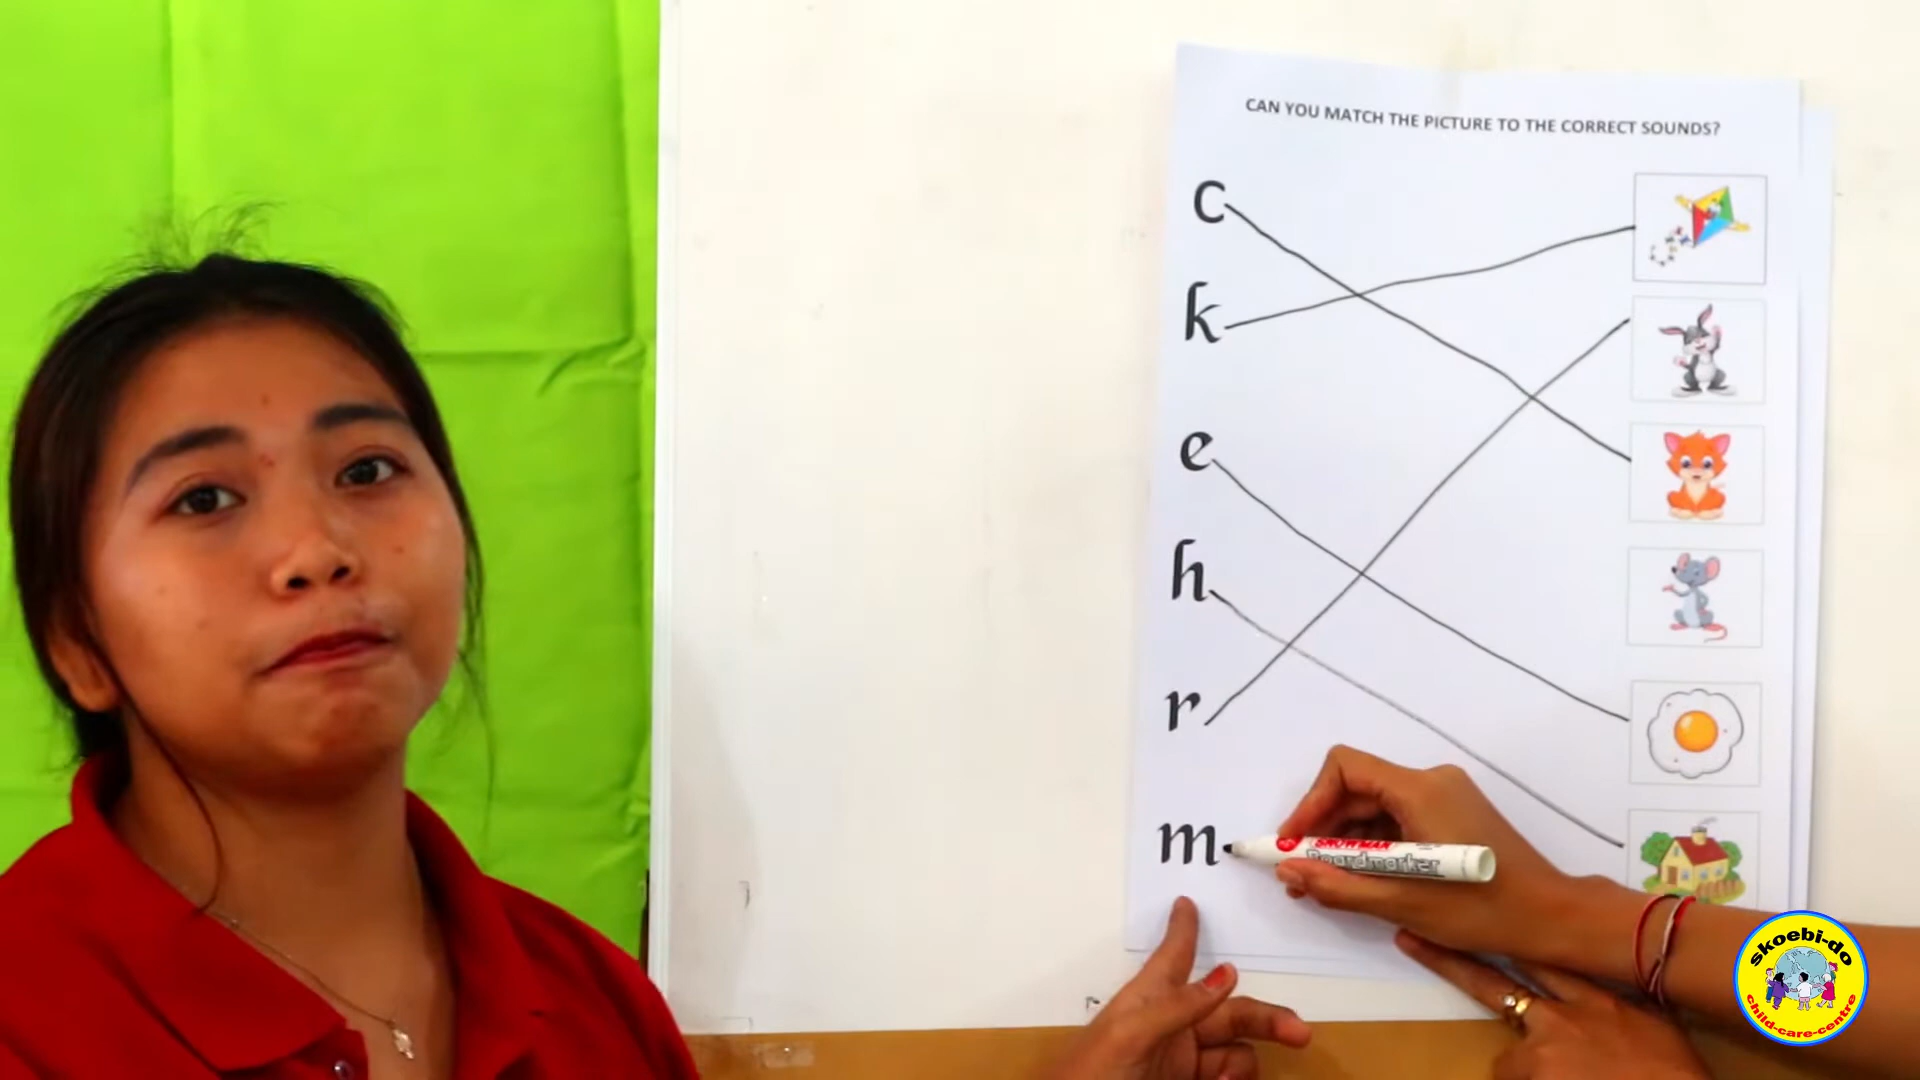 CAN YOU MATCH THE PICTURE TO THE CORRECT SOUNDS?
c
k
e
h
r
m
SNOWMAN
Boardmarker
skoebi-do
child-care-centre